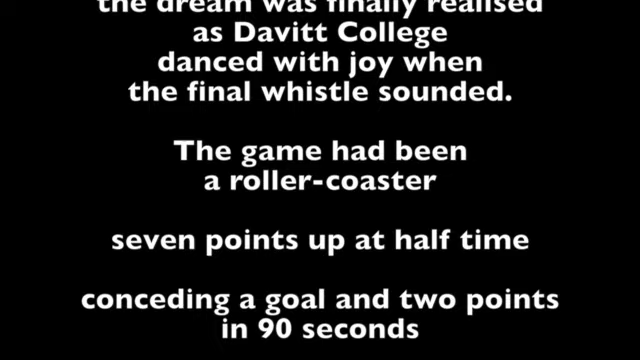 the dream was finally realised
as Davitt College
danced with joy when
the final whistle sounded.
The game had been
a roller-coaster
seven points up at half time
conceding a goal and two points
in 90 seconds